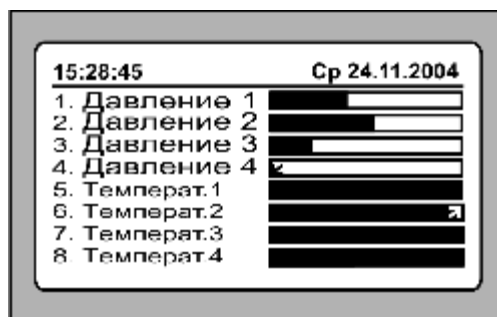 15:28:45 Ср 24.11.2004
1. Давление 1
2. Давление 2
3. Давление 3
4. Давление 4
5. Температ.1
6. Температ.2
7. Температ.3
8. Температ.4